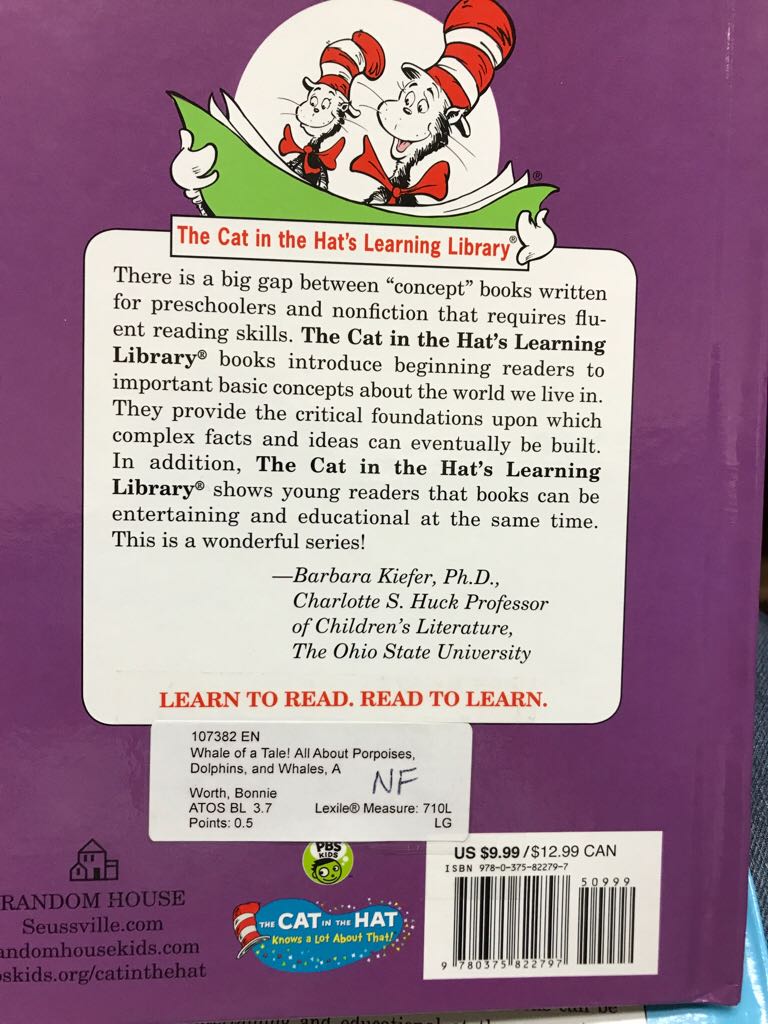 The Cat in the Hat's Learning Library®
There is a big gap between "concept" books written
for preschoolers and nonfiction that requires flu-
ent reading skills. The Cat in the Hat's Learning
Library® books introduce beginning readers to
important basic concepts about the world we live in.
They provide the critical foundations upon which
complex facts and ideas can eventually be built.
In addition, The Cat in the Hat's Learning
Library® shows young readers that books can be
entertaining and educational at the same time.
This is a wonderful series!
—Barbara Kiefer, Ph.D.,
Charlotte S. Huck Professor
of Children's Literature,
The Ohio State University
LEARN TO READ. READ TO LEARN.
107382 EN
Whale of a Tale! All About Porpoises,
Dolphins, and Whales, A
NF
Worth, Bonnie
ATOS BL 3.7 Lexile® Measure: 710L
Points: 0.5 LG
RANDOM HOUSE
Seussville.com
andomhousekids.com
skids.org/catinthehat
PBS
KIDS
THE CAT IN THE HAT
Knows a Lot About That!
US $9.99 / $12.99 CAN
ISBN 978-0-375-82279-7
50999
9 780375 822797